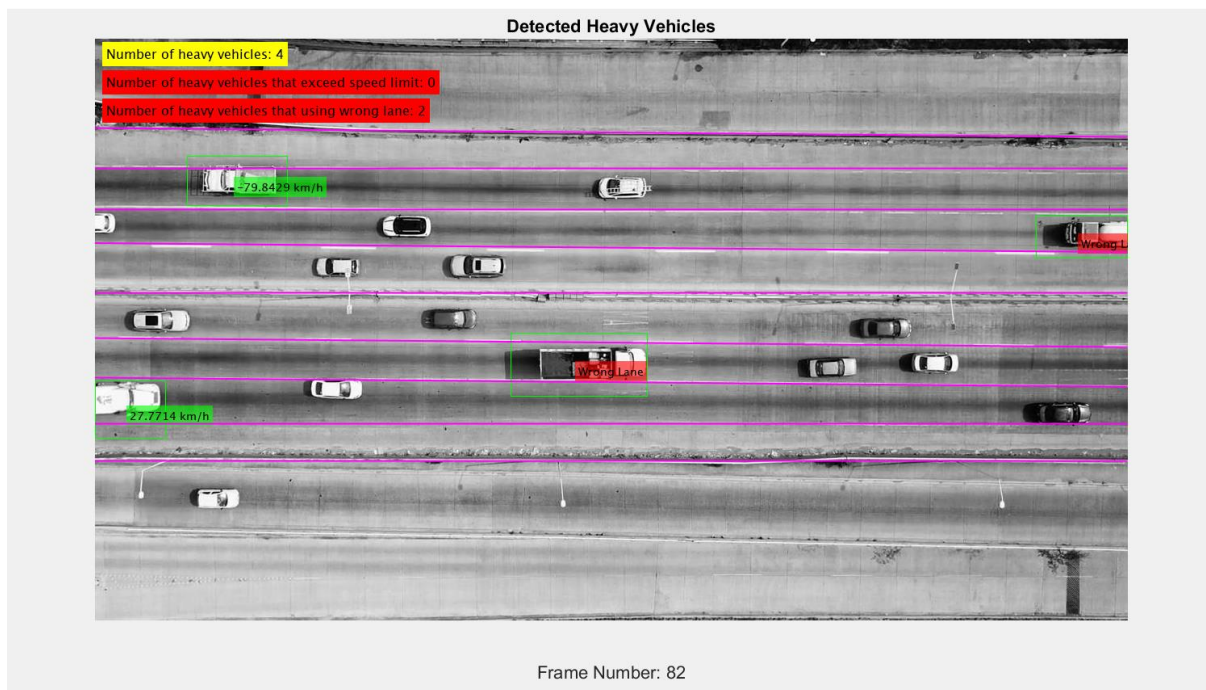 Detected Heavy Vehicles
Number of heavy vehicles: 4
Number of heavy vehicles that exceed speed limit: 0
Number of heavy vehicles that using wrong lane: 2
-79.8429 km/h
Wrong L
Wrong Lane
27.7714 km/h
Frame Number: 82